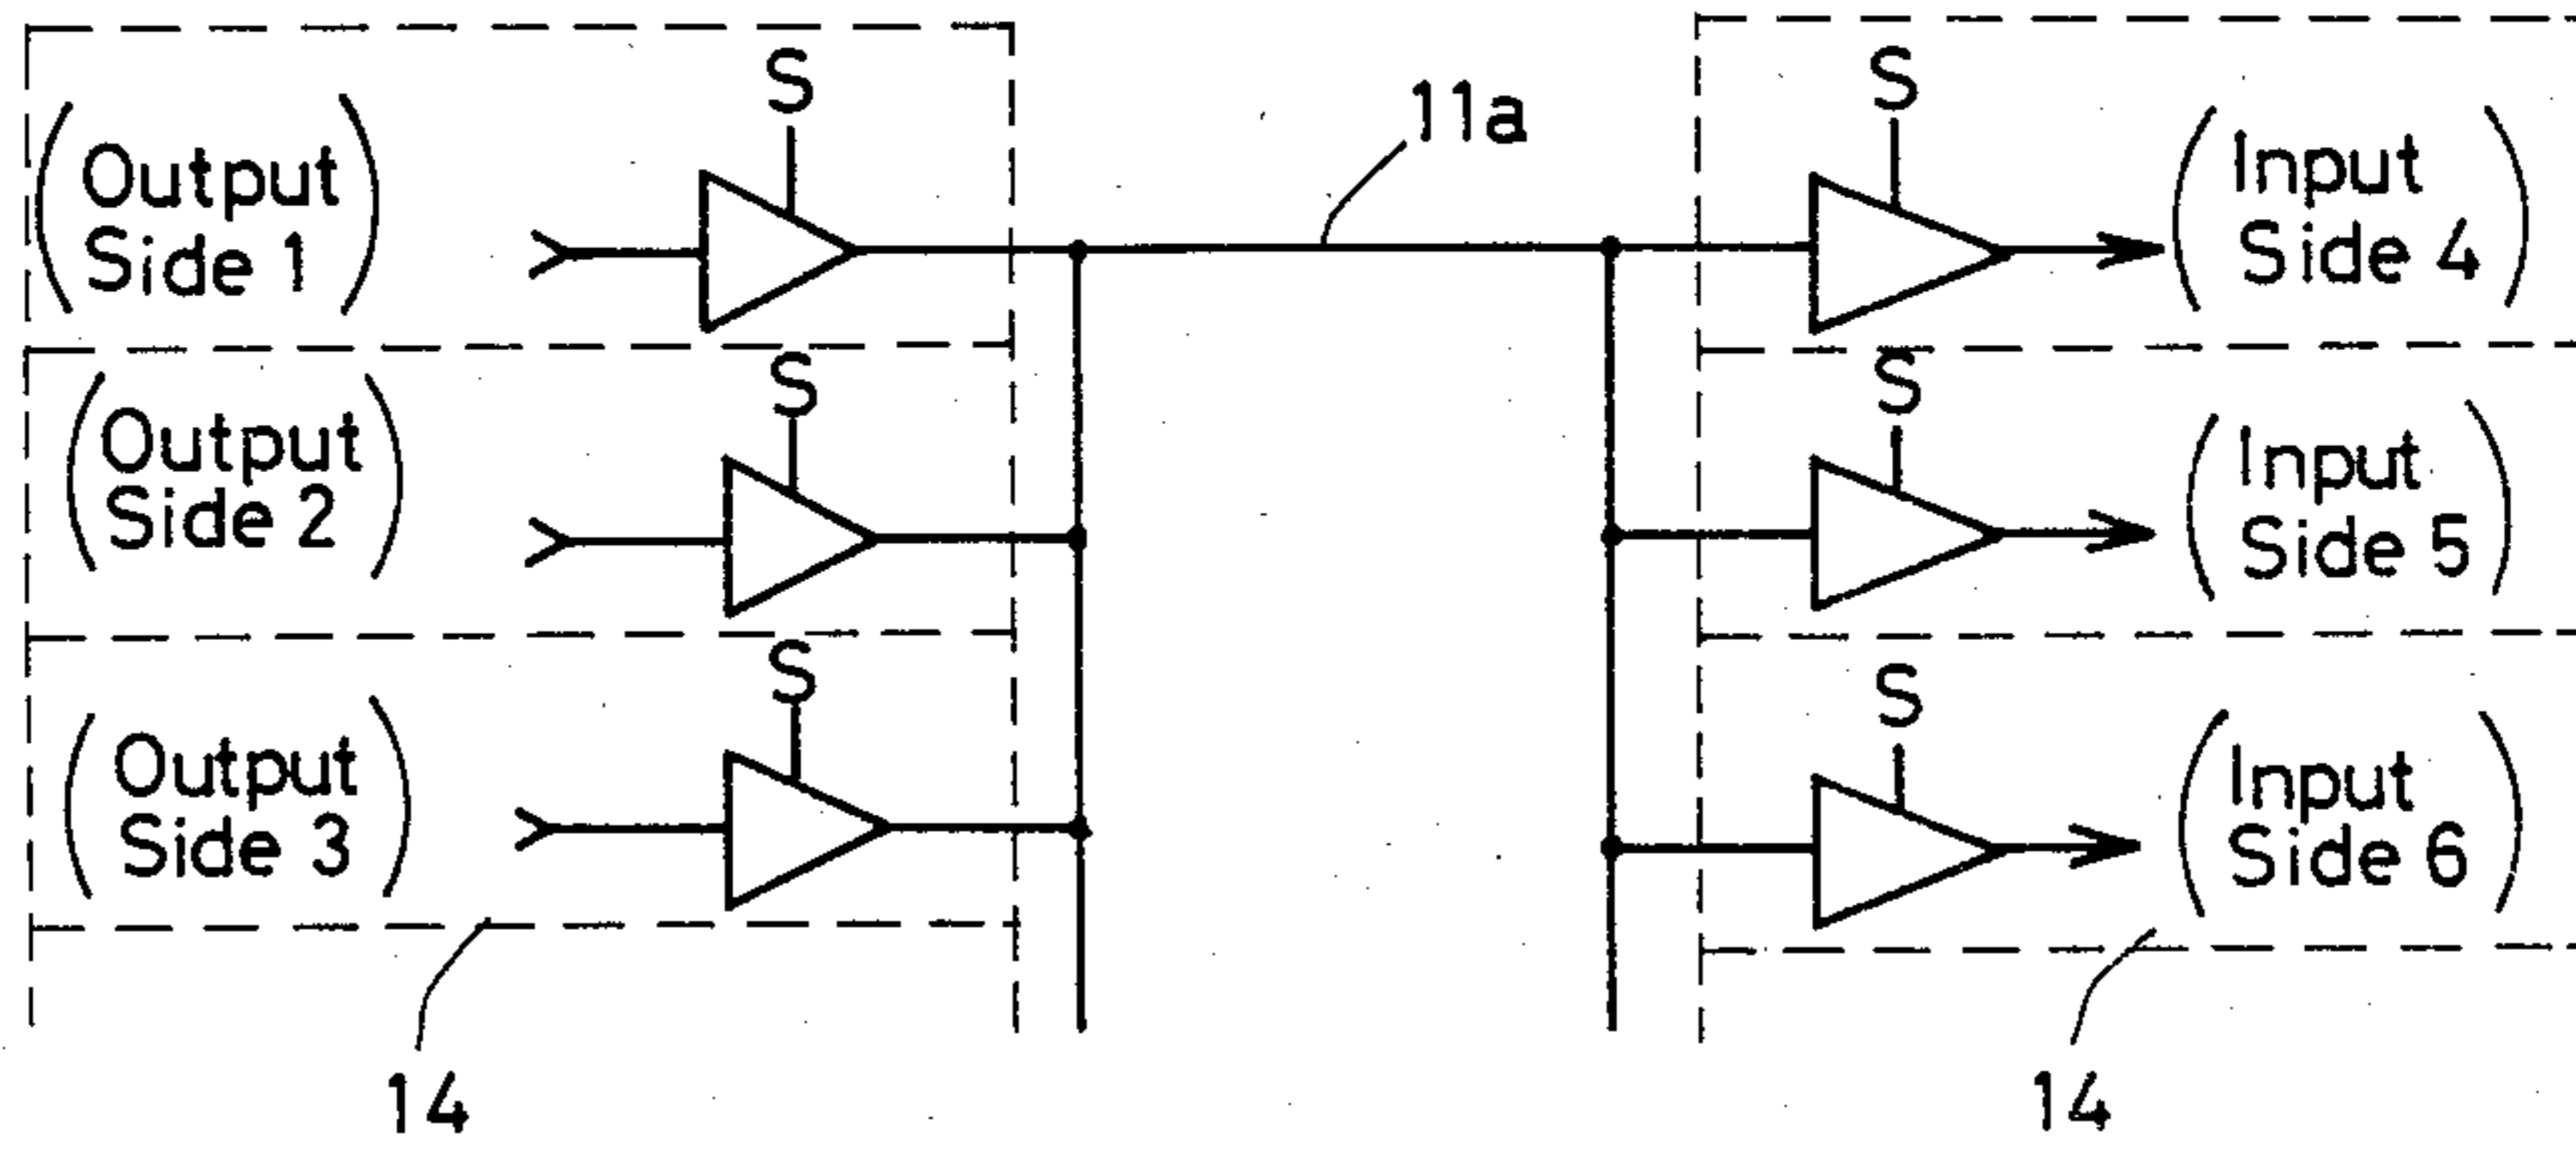 S
S
11a
(Output
Side 1)
(Input
Side 4)
S
S
(Output
Side 2)
(Input
Side 5)
S
S
(Output
Side 3)
(Input
Side 6)
14
14